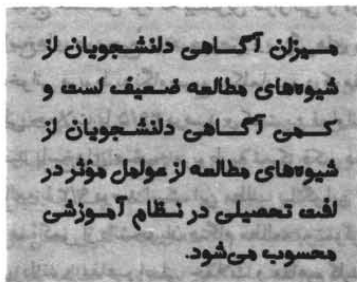 میزان آگاهی دانشجویان از
شیوه‌های مطالعه ضعیف است و
کمی آگاهی دانشجویان از
شیوه‌های مطالعه از عوامل مؤثر در
افت تحصیلی در نظام آموزشی
محسوب می‌شود.